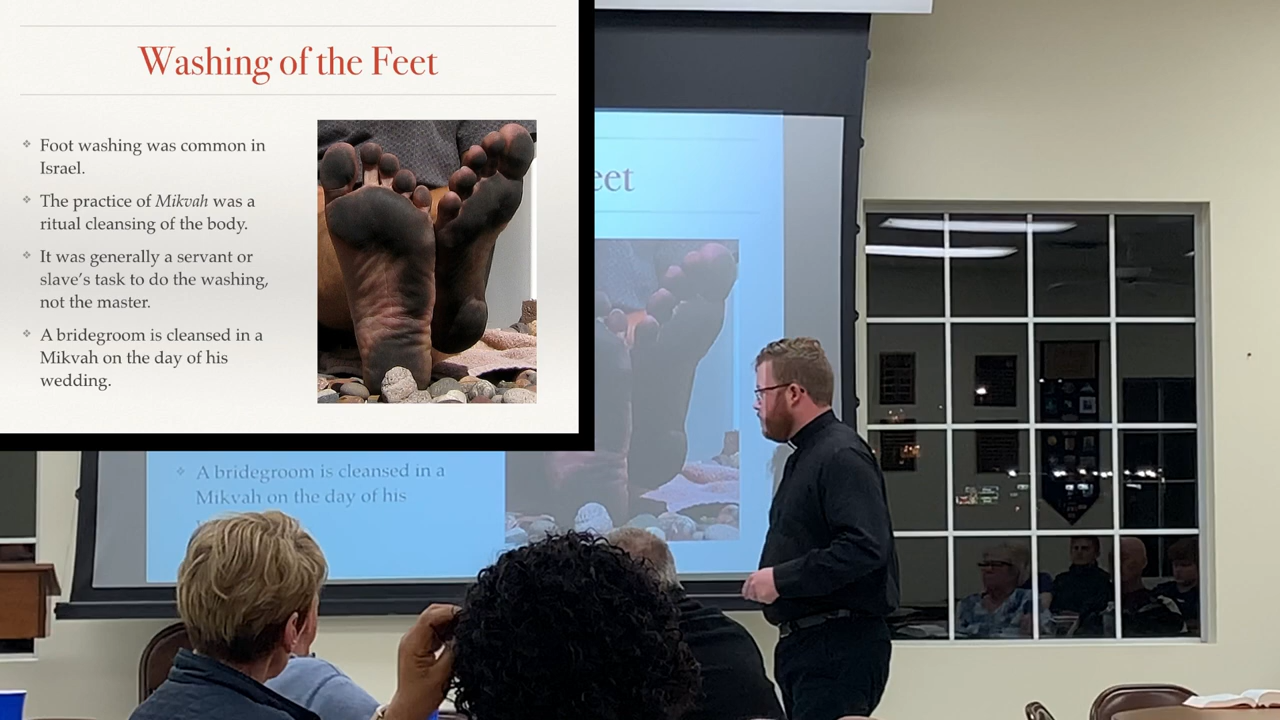 Washing of the Feet
Foot washing was common in
Israel.
The practice of Mikvah was a
ritual cleansing of the body.
It was generally a servant or
slave's task to do the washing,
not the master.
A bridegroom is cleansed in a
Mikvah on the day of his
wedding.
eet
A bridegroom is cleansed in a
Mikvah on the day of his